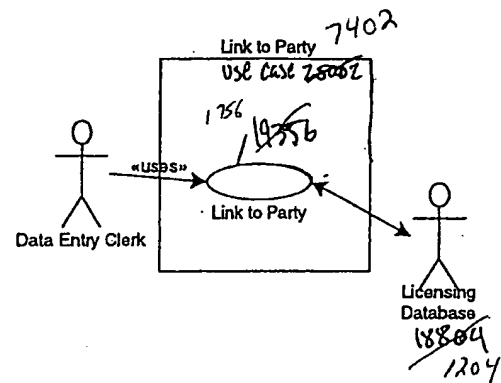 7402
Link to Party
use case 28002
1756
19356
«uses»
Link to Party
Data Entry Clerk
Licensing
Database
18804
1204